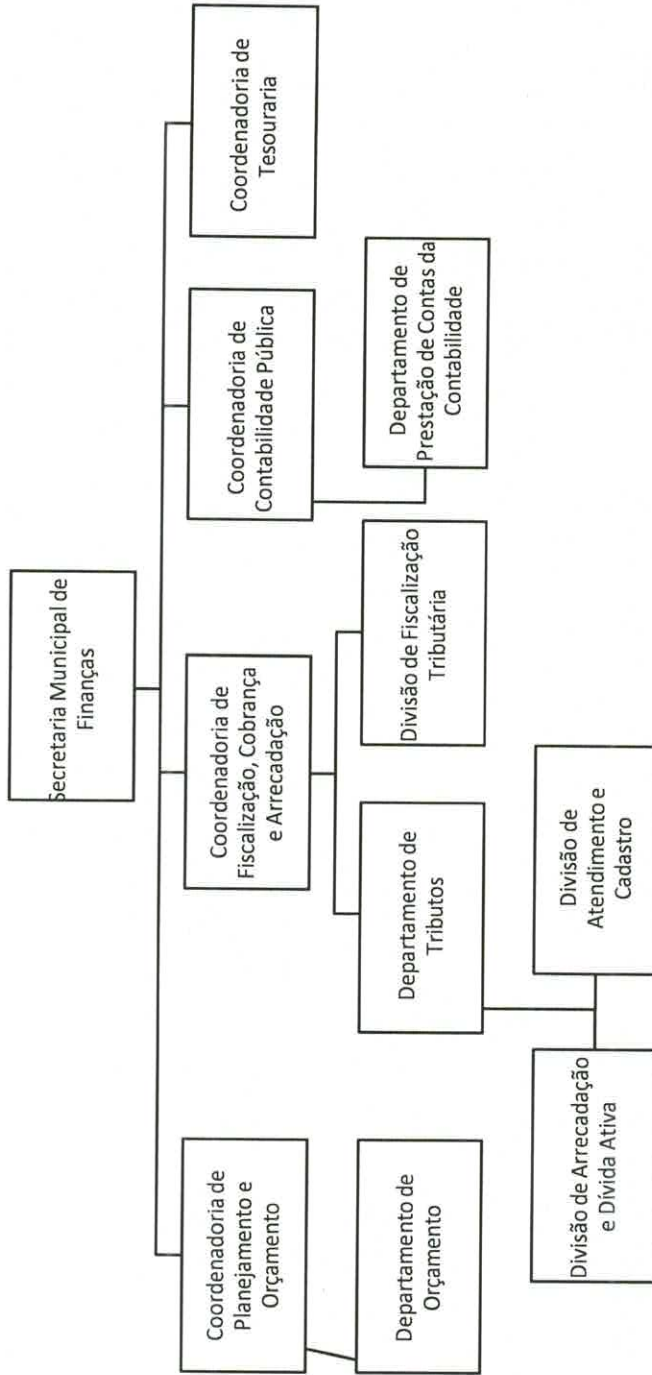 Secretaria Municipal de
Finanças
Coordenadoria de
Planejamento e
Orçamento
Coordenadoria de
Fiscalização, Cobrança
e Arrecadação
Coordenadoria de
Contabilidade Pública
Coordenadoria de
Tesouraria
Departamento de
Orçamento
Departamento de
Tributos
Divisão de Fiscalização
Tributária
Departamento de
Prestação de Contas da
Contabilidade
Divisão de Arrecadação
e Dívida Ativa
Divisão de
Atendimento e
Cadastro